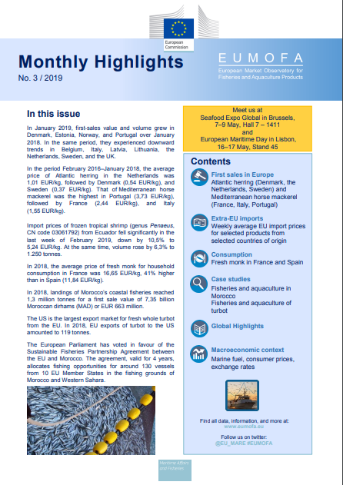 European
Commission
Monthly Highlights
No. 3 / 2019
E U M O F A
European Market Observatory for
Fisheries and Aquaculture Products
In this issue
In January 2019, first-sales value and volume grew in
Denmark, Estonia, Norway, and Portugal over January
2018. In the same period, they experienced downward
trends in Belgium, Italy, Latvia, Lithuania, the
Netherlands, Sweden, and the UK.
In the period February 2016–January 2018, the average
price of Atlantic herring in the Netherlands was
1,01 EUR/kg, followed by Denmark (0,54 EUR/kg), and
Sweden (0,37 EUR/kg). That of Mediterranean horse
mackerel was the highest in Portugal (3,73 EUR/kg),
followed by France (2,44 EUR/kg), and Italy
(1,55 EUR/kg).
Import prices of frozen tropical shrimp (genus Penaeus,
CN code 03061792) from Ecuador fell significantly in the
last week of February 2019, down by 10,5% to
5,24 EUR/kg. At the same time, volume rose by 6,3% to
1.250 tonnes.
In 2018, the average price of fresh monk for household
consumption in France was 16,65 EUR/kg, 41% higher
than in Spain (11,84 EUR/kg).
In 2018, landings of Morocco's coastal fisheries reached
1,3 million tonnes for a first sale value of 7,35 billion
Moroccan dirhams (MAD) or EUR 663 million.
The US is the largest export market for fresh whole turbot
from the EU. In 2018, EU exports of turbot to the US
amounted to 119 tonnes.
The European Parliament has voted in favour of the
Sustainable Fisheries Partnership Agreement between
the EU and Morocco. The agreement, valid for 4 years,
allocates fishing opportunities for around 130 vessels
from 10 EU Member States in the fishing grounds of
Morocco and Western Sahara.
Meet us at
Seafood Expo Global in Brussels,
7–9 May, Hall 7 – 1411
and
European Maritime Day in Lisbon,
16–17 May, Stand 45
Contents
First sales in Europe
Atlantic herring (Denmark, the
Netherlands, Sweden) and
Mediterranean horse mackerel
(France, Italy, Portugal)
Extra-EU imports
Weekly average EU import prices
for selected products from
selected countries of origin
Consumption
Fresh monk in France and Spain
Case studies
Fisheries and aquaculture in
Morocco
Fisheries and aquaculture of
turbot
Global Highlights
Macroeconomic context
Marine fuel, consumer prices,
exchange rates
Find all data, information, and more at:
www.eumofa.eu
Follow us on twitter:
@EU_MARE #EUMOFA